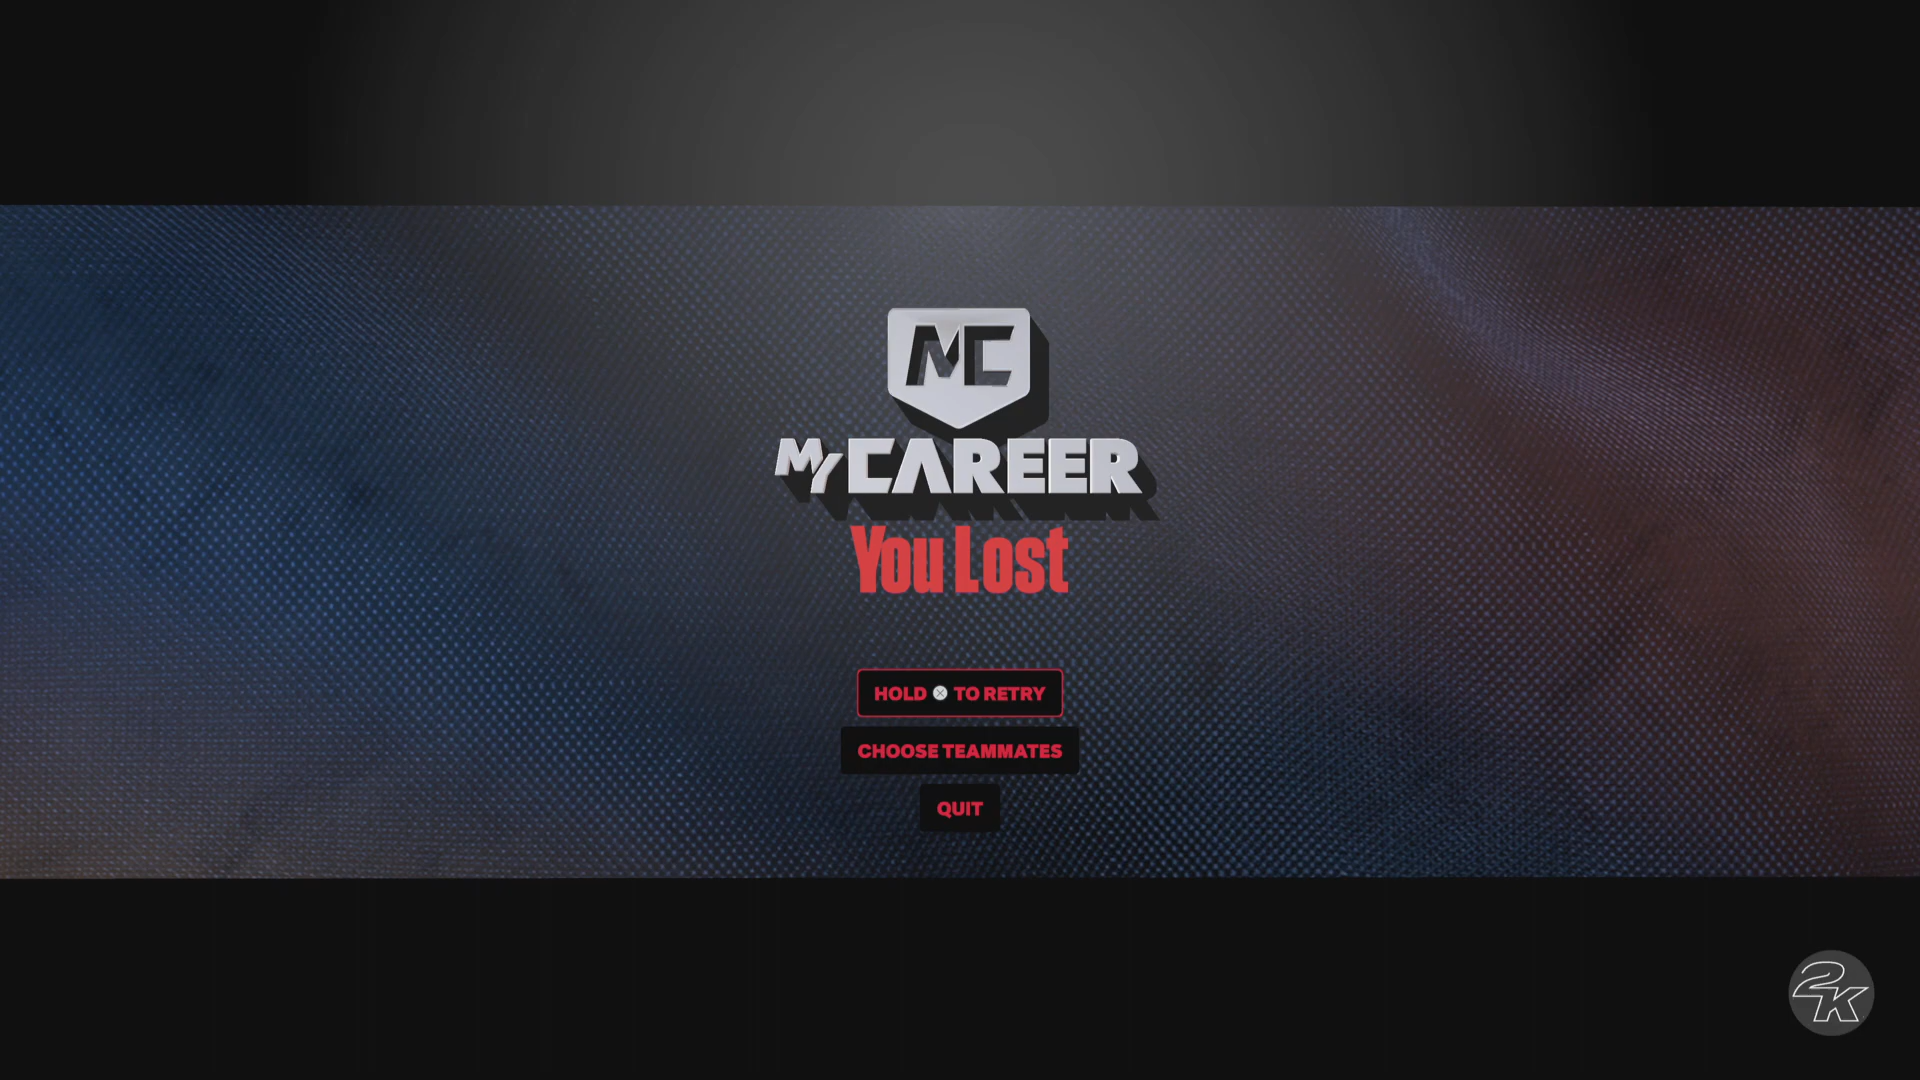 MC
MYCAREER
You Lost
HOLD ⊗ TO RETRY
CHOOSE TEAMMATES
QUIT
2K